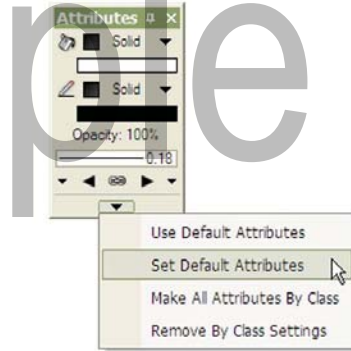 ple
Attributes
Solid
Solid
Opacity: 100%
0.18
Use Default Attributes
Set Default Attributes
Make All Attributes By Class
Remove By Class Settings